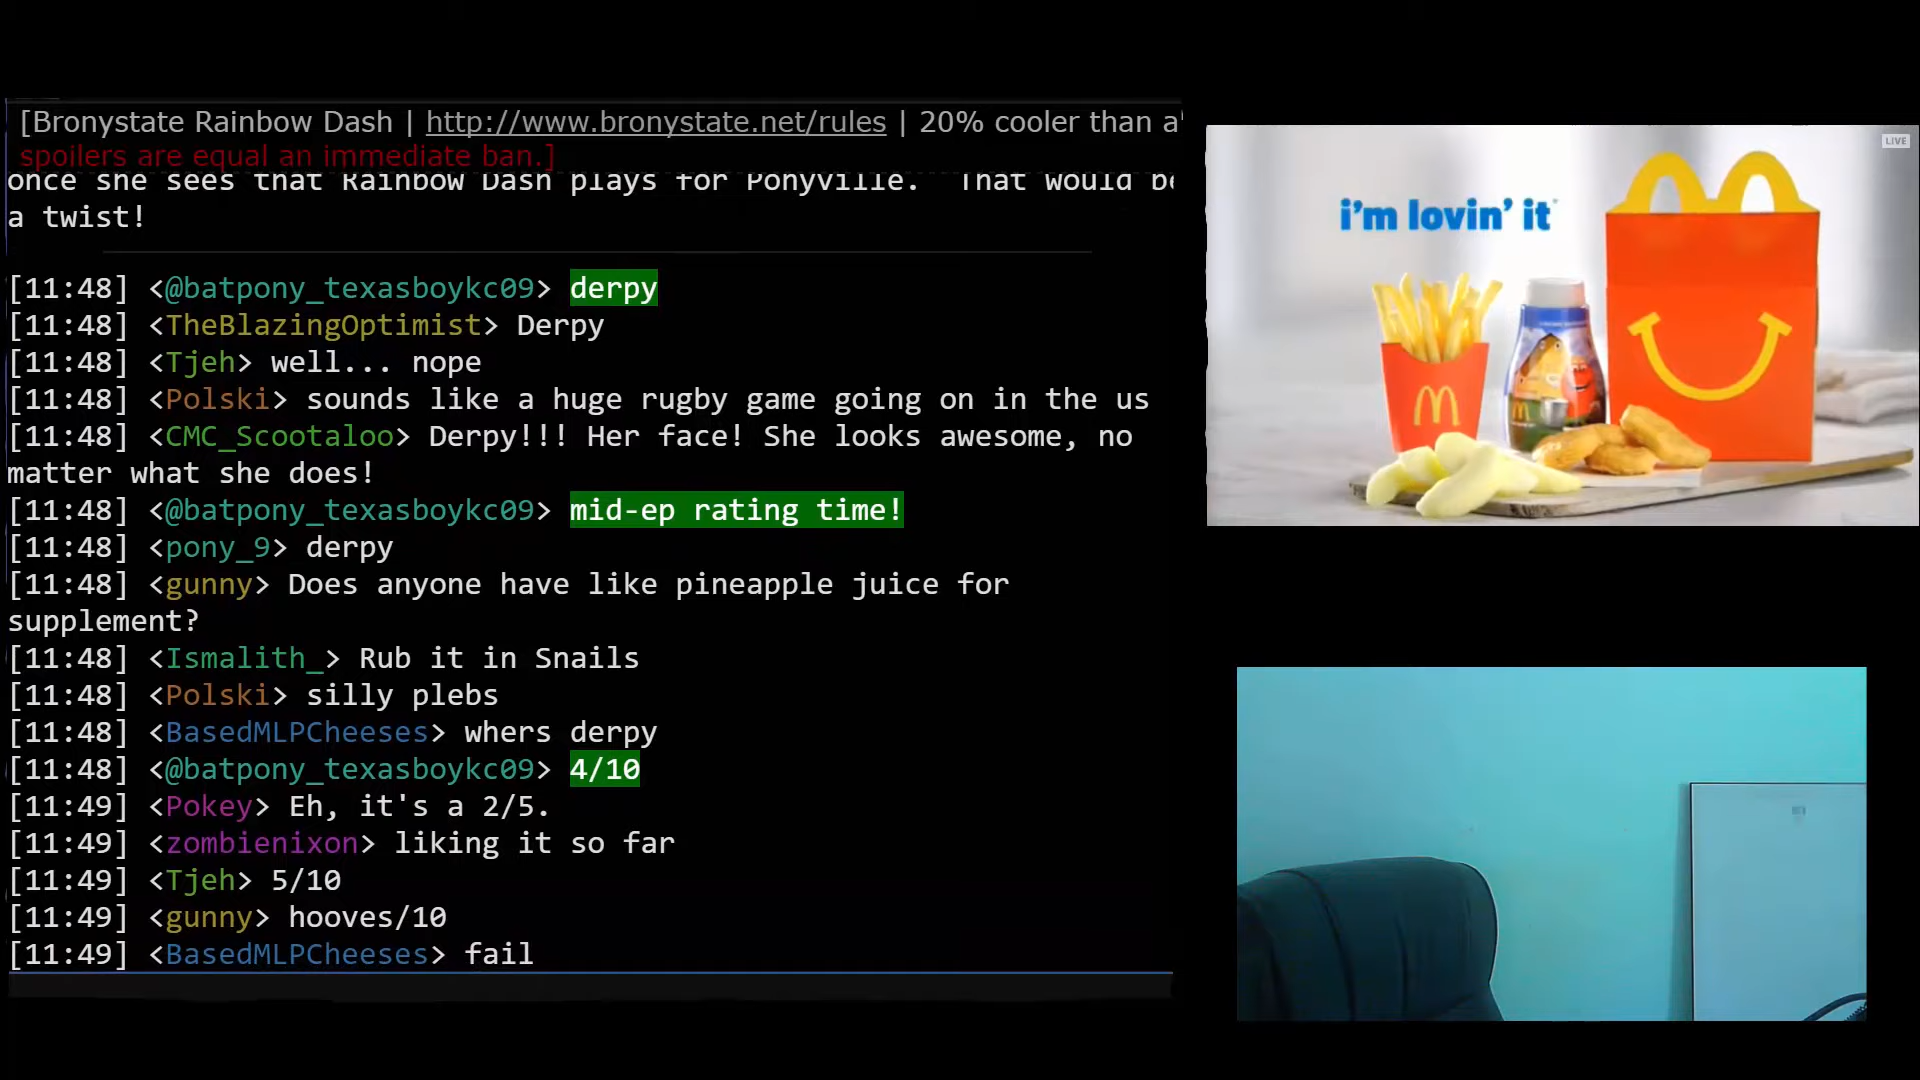 [Bronystate Rainbow Dash | http://www.bronystate.net/rules | 20% cooler than a
spoilers are equal an immediate ban.]
once she sees that Rainbow Dash plays for Ponyville. That would be
a twist!
[11:48] <@batpony_texasboykc09> derpy
[11:48] <TheBlazingOptimist> Derpy
[11:48] <Tjeh> well... nope
[11:48] <Polski> sounds like a huge rugby game going on in the us
[11:48] <CMC_Scootaloo> Derpy!!! Her face! She looks awesome, no
matter what she does!
[11:48] <@batpony_texasboykc09> mid-ep rating time!
[11:48] <pony_9> derpy
[11:48] <gunny> Does anyone have like pineapple juice for
supplement?
[11:48] <Ismalith_> Rub it in Snails
[11:48] <Polski> silly plebs
[11:48] <BasedMLPCheeses> whers derpy
[11:48] <@batpony_texasboykc09> 4/10
[11:49] <Pokey> Eh, it's a 2/5.
[11:49] <zombienixon> liking it so far
[11:49] <Tjeh> 5/10
[11:49] <gunny> hooves/10
[11:49] <BasedMLPCheeses> fail
LIVE
i'm lovin' it